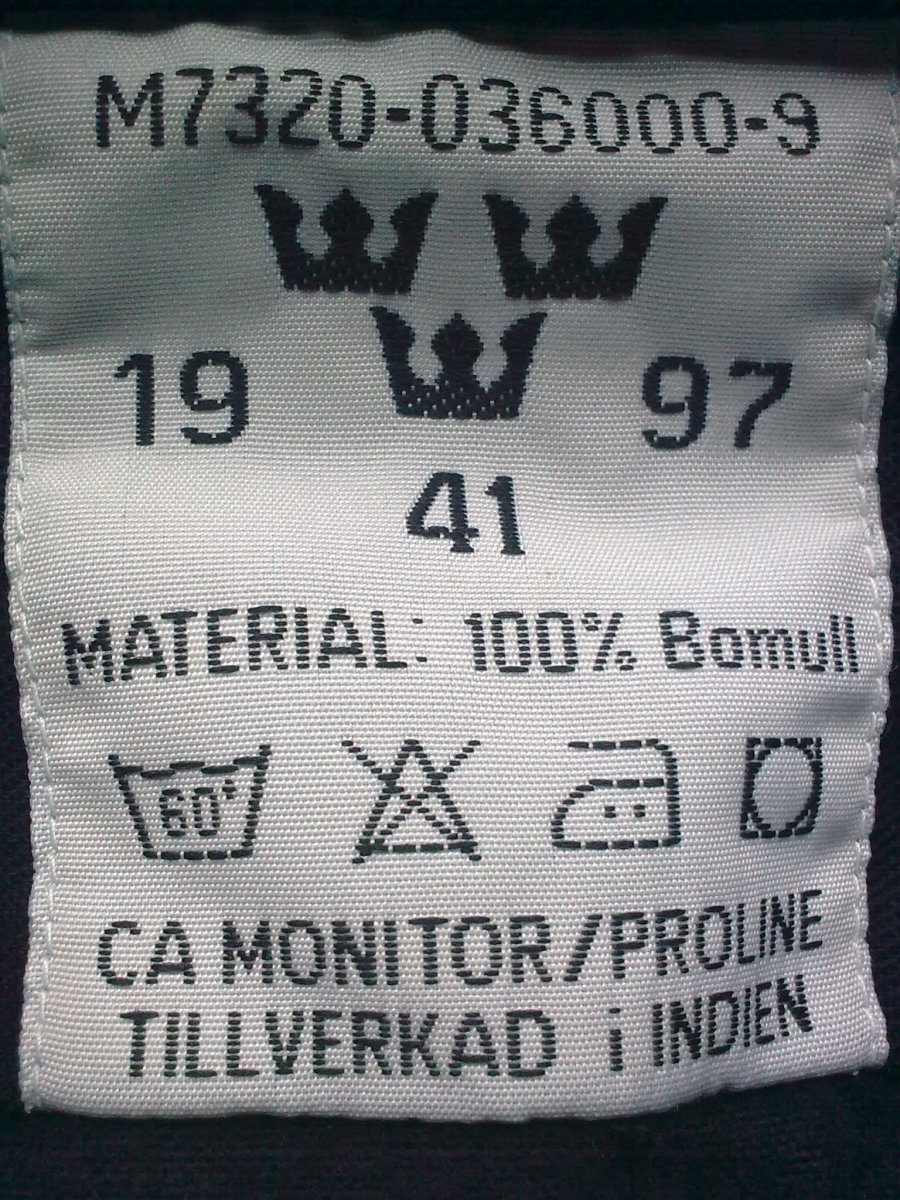 M7320-036000-9
19 97
41
MATERIAL: 100% Bomull
60°
CA MONITOR/PROLINE
TILLVERKAD i INDIEN